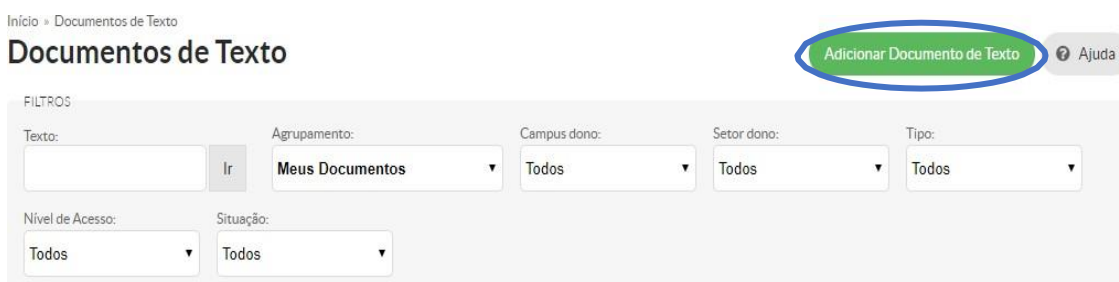 Início » Documentos de Texto
Documentos de Texto
Adicionar Documento de Texto
Ajuda
FILTROS
Texto: Agrupamento: Campus dono: Setor dono: Tipo:
Ir Meus Documentos Todos Todos Todos
Nível de Acesso: Situação:
Todos Todos